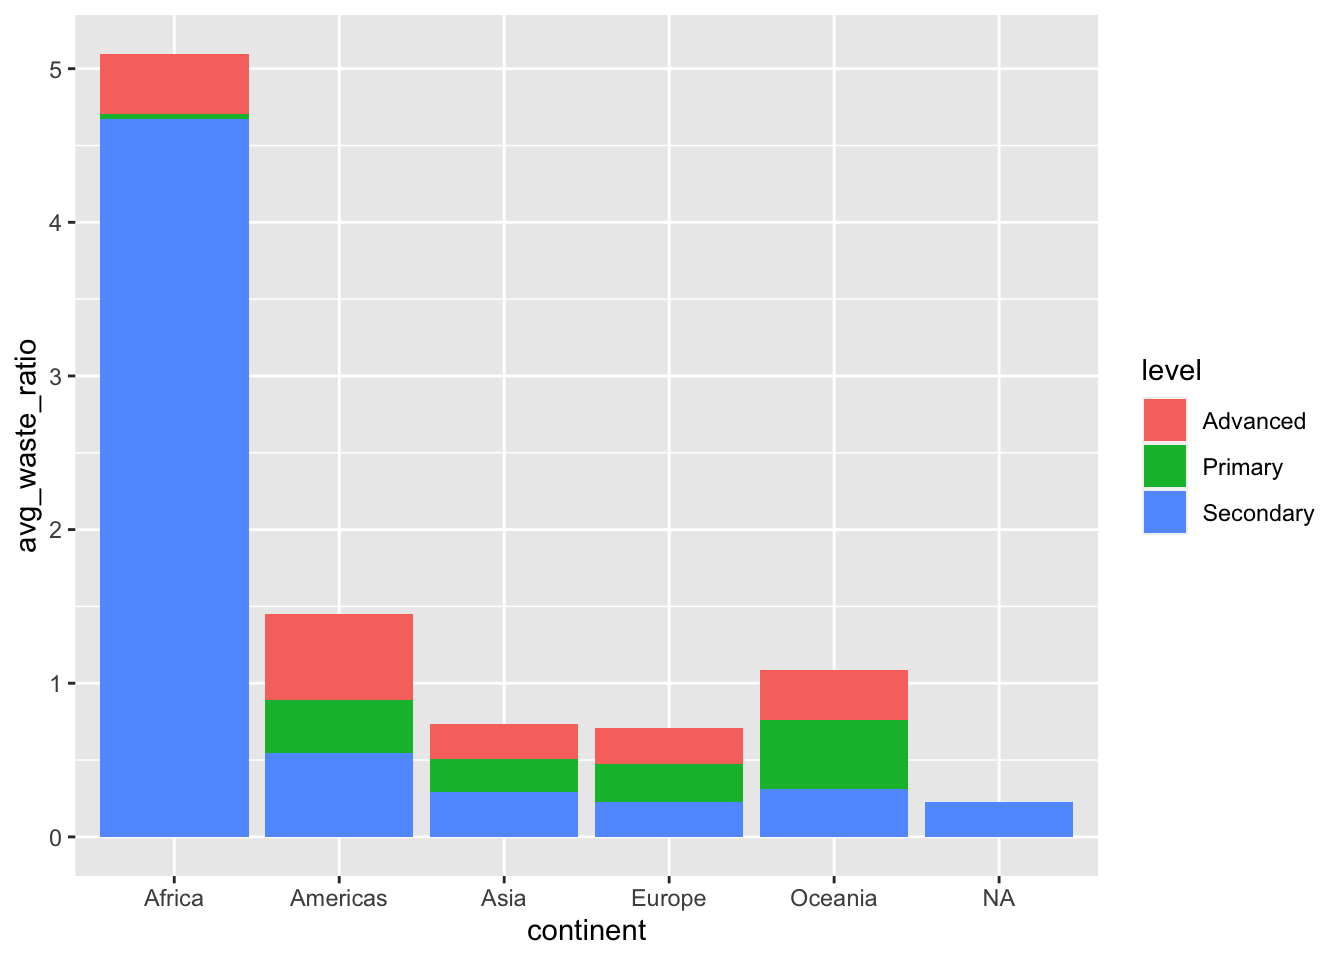 avg_waste_ratio
5
4
3
2
1
0
Africa Americas Asia Europe Oceania NA
continent
level
Advanced
Primary
Secondary